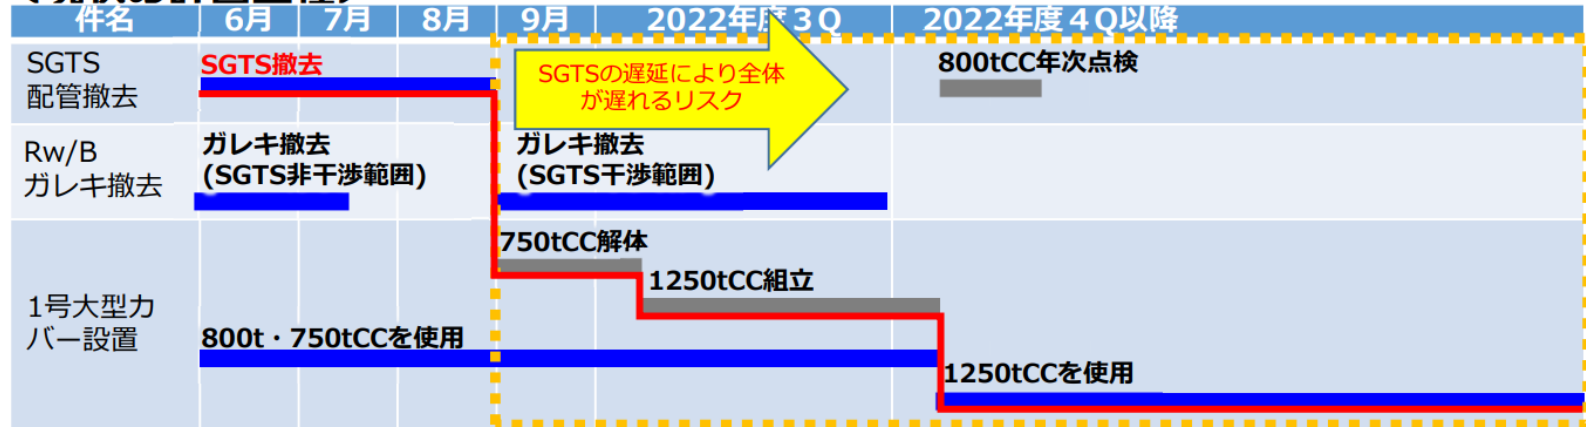 件名 6月 7月 8月 9月 2022年度3Q 2022年度4Q以降
SGTS
配管撤去
SGTS撤去
SGTSの遅延により全体
が遅れるリスク
800tCC年次点検
Rw/B
ガレキ撤去
ガレキ撤去
(SGTS非干渉範囲)
ガレキ撤去
(SGTS干渉範囲)
1号大型カ
バー設置
750tCC解体
1250tCC組立
800t・750tCCを使用
1250tCCを使用